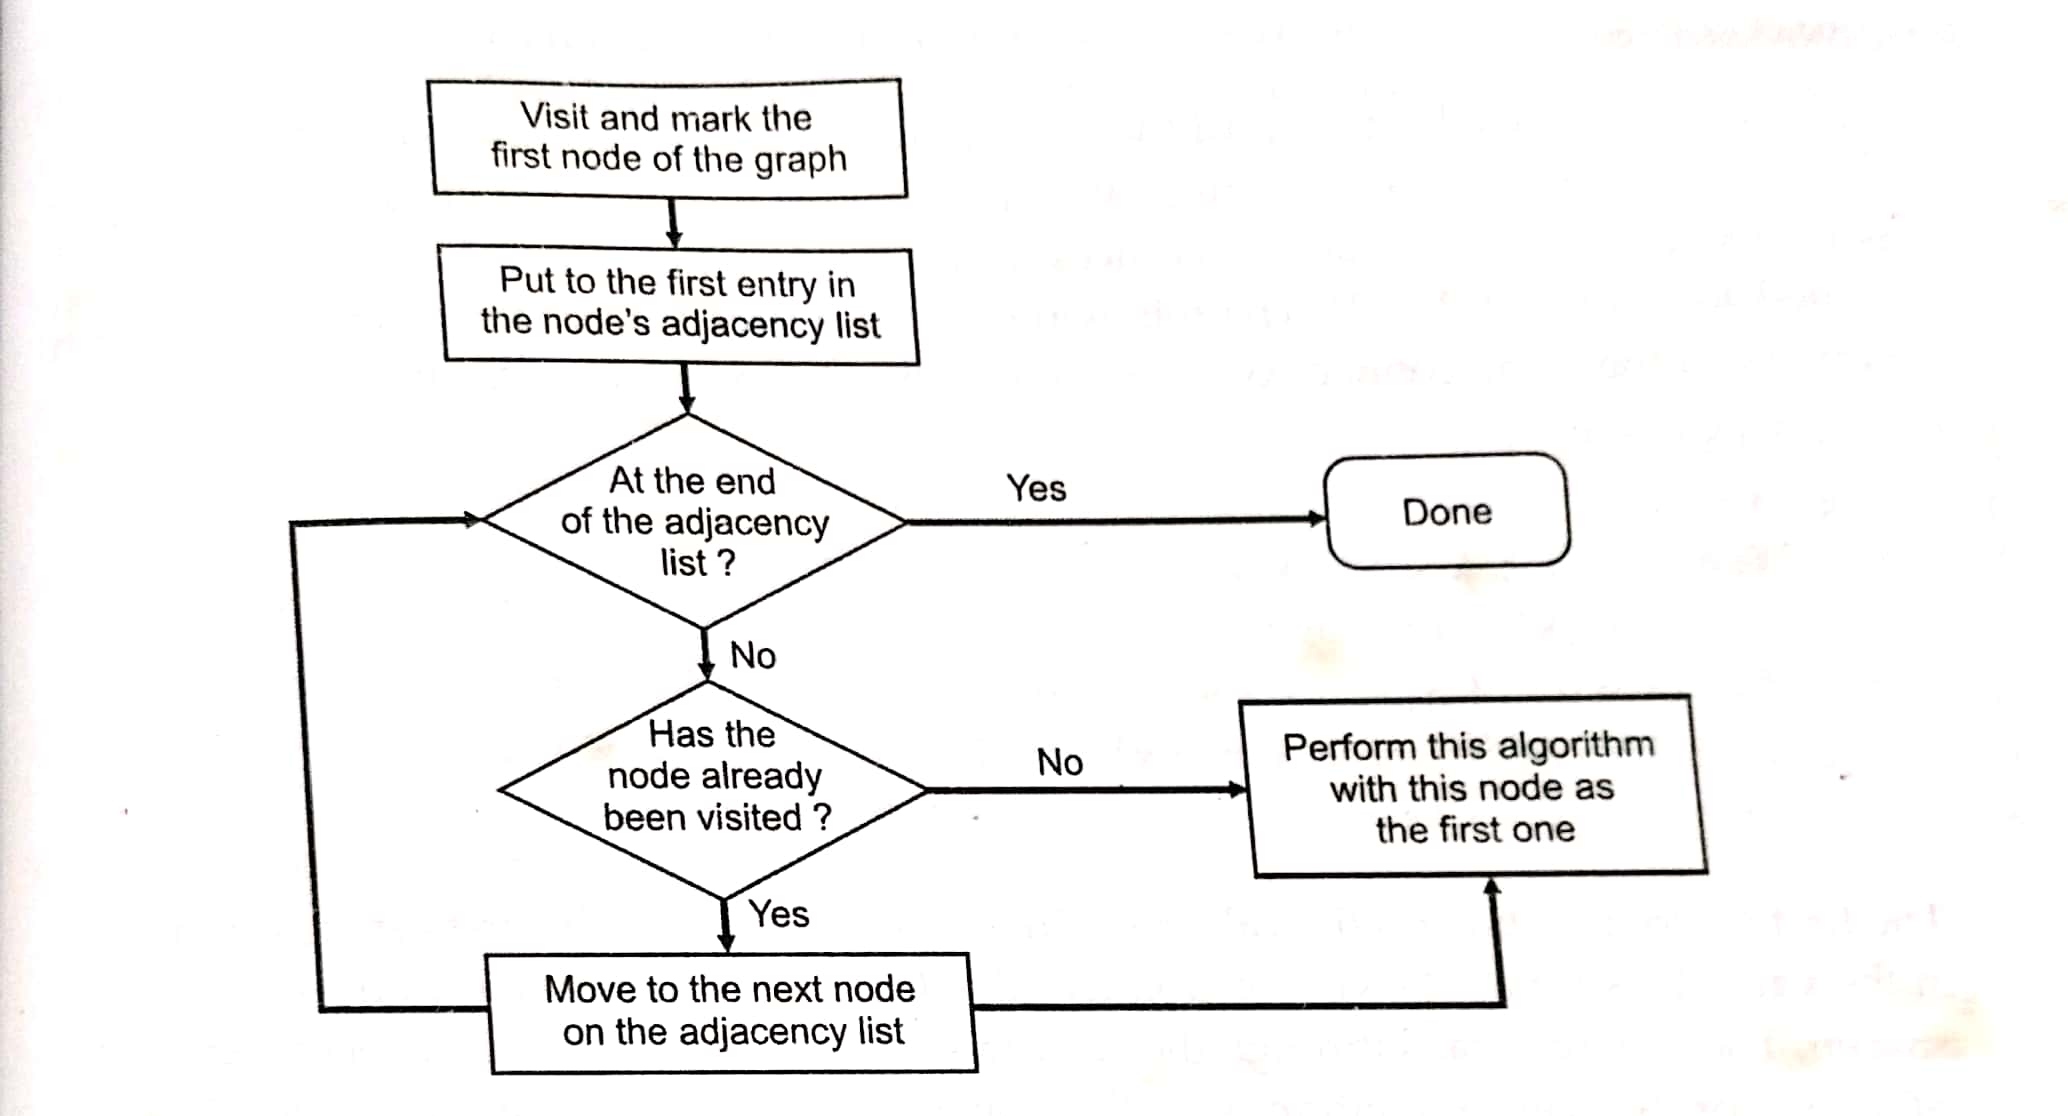 Visit and mark the
first node of the graph
Put to the first entry in
the node's adjacency list
At the end
of the adjacency
list ?
Yes
Done
No
Has the
node already
been visited ?
No
Perform this algorithm
with this node as
the first one
Yes
Move to the next node
on the adjacency list